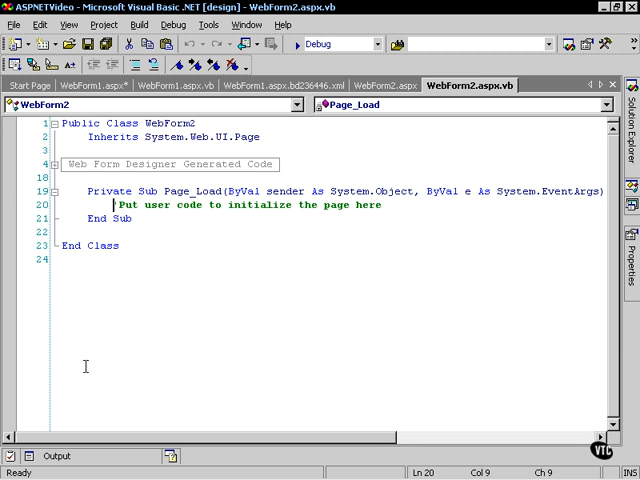 ASPNETVideo - Microsoft Visual Basic .NET [design] - WebForm2.aspx.vb
File Edit View Project Build Debug Tools Window Help
Debug
Start Page WebForm1.aspx* WebForm1.aspx.vb WebForm1.aspx.bd236446.xml WebForm2.aspx WebForm2.aspx.vb
WebForm2 Page_Load
1 Public Class WebForm2
2 Inherits System.Web.UI.Page
3
4 Web Form Designer Generated Code
18
19 Private Sub Page_Load(ByVal sender As System.Object, ByVal e As System.EventArgs)
20 'Put user code to initialize the page here
21 End Sub
22
23 End Class
24
Solution Explorer
Properties
Output
VTC
Ready Ln 20 Col 9 Ch 9 INS